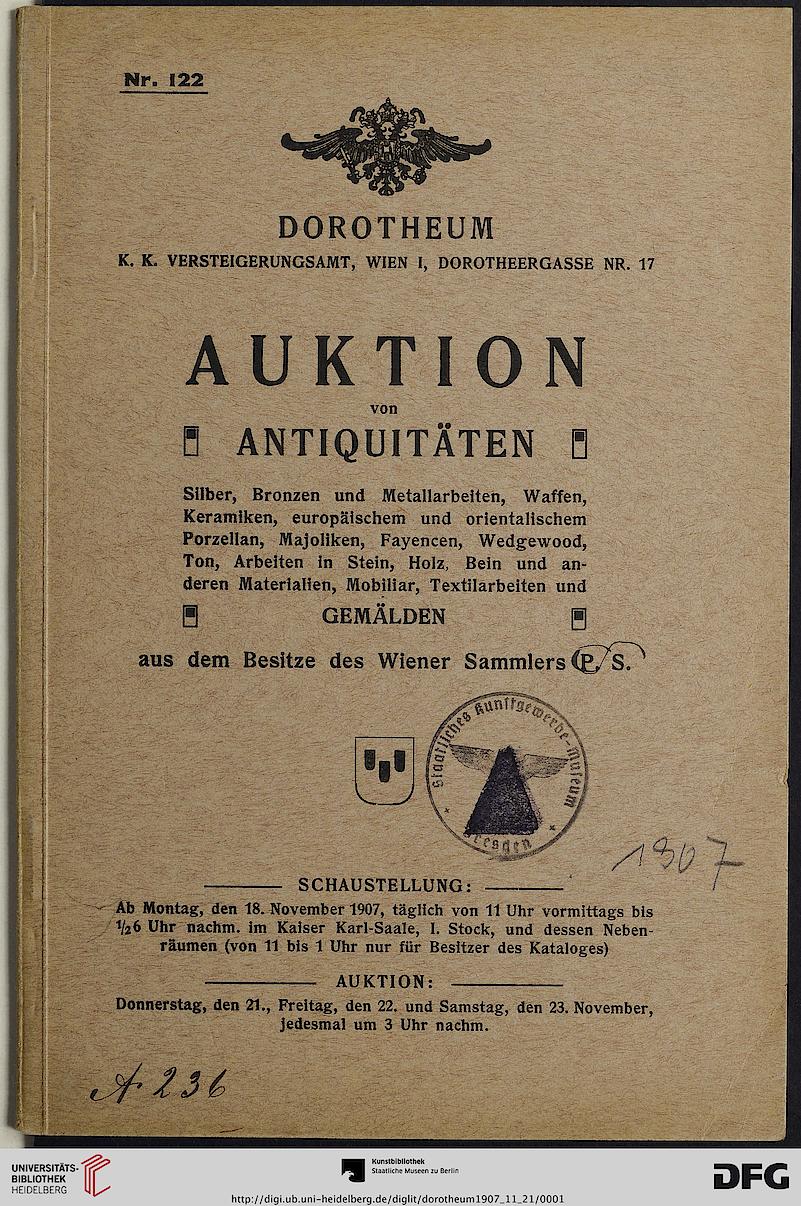 Nr. 122
DOROTHEUM
K. K. VERSTEIGERUNGSAMT, WIEN I, DOROTHEERGASSE NR. 17
AUKTION
von
ANTIQUITÄTEN
Silber, Bronzen und Metallarbeiten, Waffen,
Keramiken, europäischem und orientalischem
Porzellan, Majoliken, Fayencen, Wedgewood,
Ton, Arbeiten in Stein, Holz, Bein und an-
deren Materialien, Mobiliar, Textilarbeiten und
GEMÄLDEN
aus dem Besitze des Wiener Sammlers P. S.
Staatliches Kunstgewerbe-Museum
Dresden
1907
SCHAUSTELLUNG:
Ab Montag, den 18. November 1907, täglich von 11 Uhr vormittags bis
1/26 Uhr nachm. im Kaiser Karl-Saale, I. Stock, und dessen Neben-
räumen (von 11 bis 1 Uhr nur für Besitzer des Kataloges)
AUKTION:
Donnerstag, den 21., Freitag, den 22. und Samstag, den 23. November,
jedesmal um 3 Uhr nachm.
A 236
UNIVERSITÄTS-
BIBLIOTHEK
HEIDELBERG
Kunstbibliothek
Staatliche Museen zu Berlin
DFG
http://digi.ub.uni-heidelberg.de/diglit/dorotheum1907_11_21/0001